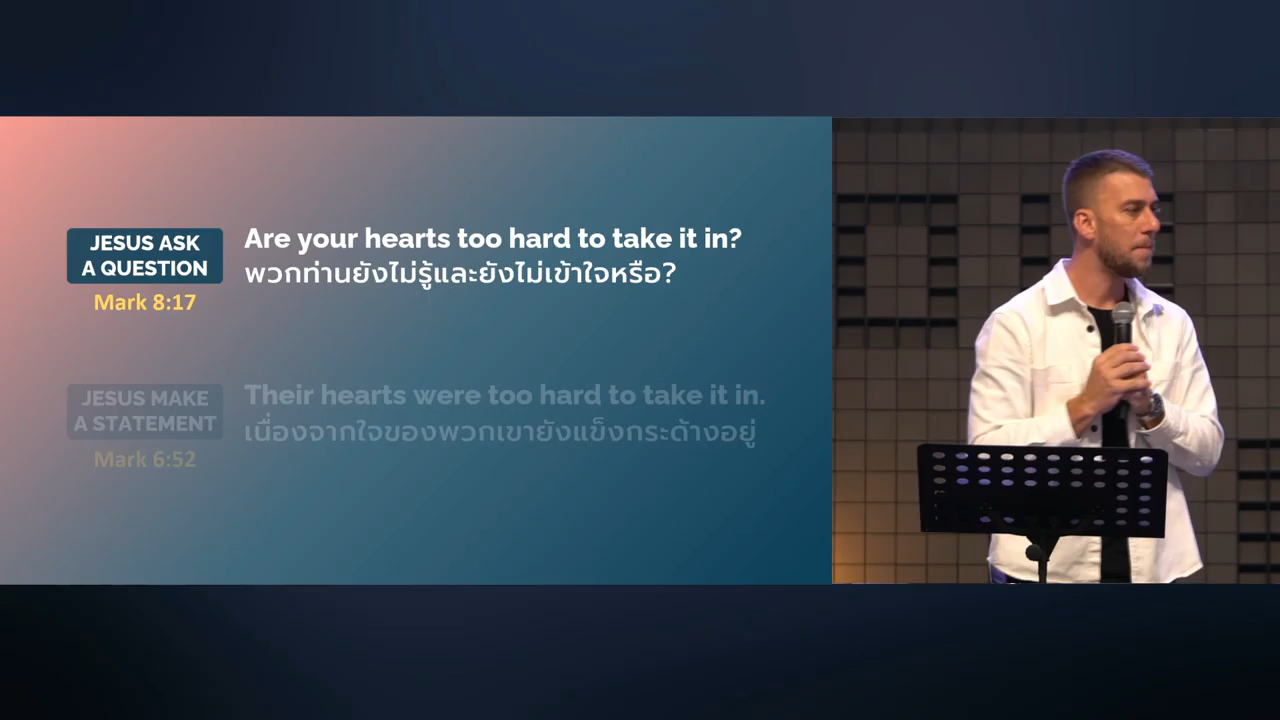 JESUS ASK
A QUESTION
Mark 8:17
Are your hearts too hard to take it in?
พวกท่านยังไม่รู้และยังไม่เข้าใจหรือ?
JESUS MAKE
A STATEMENT
Mark 6:52
Their hearts were too hard to take it in.
เนื่องจากใจของพวกเขายังแข็งกระด้างอยู่